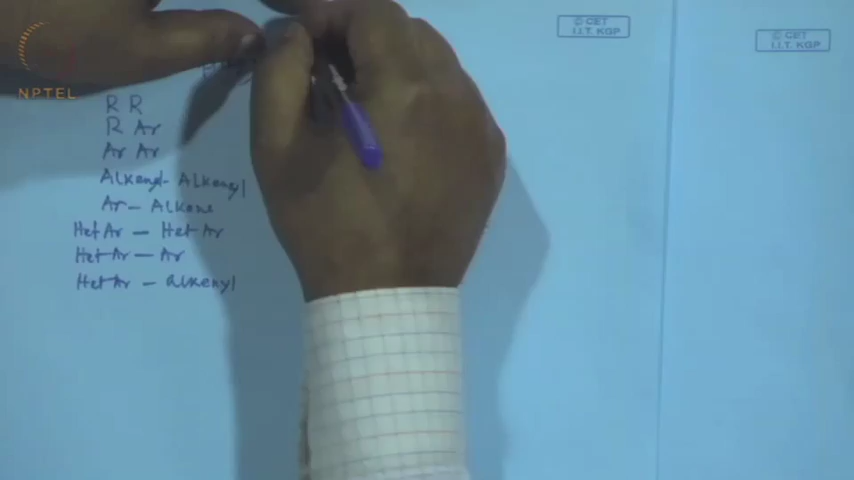 © CET
I.I.T. KGP
© CET
I.I.T. KGP
NPTEL
R R
R Ar
Ar Ar
Alkenyl - Alkenyl
Ar - Alkene
Het Ar - Het Ar
Het Ar - Ar
Het Ar - alkenyl